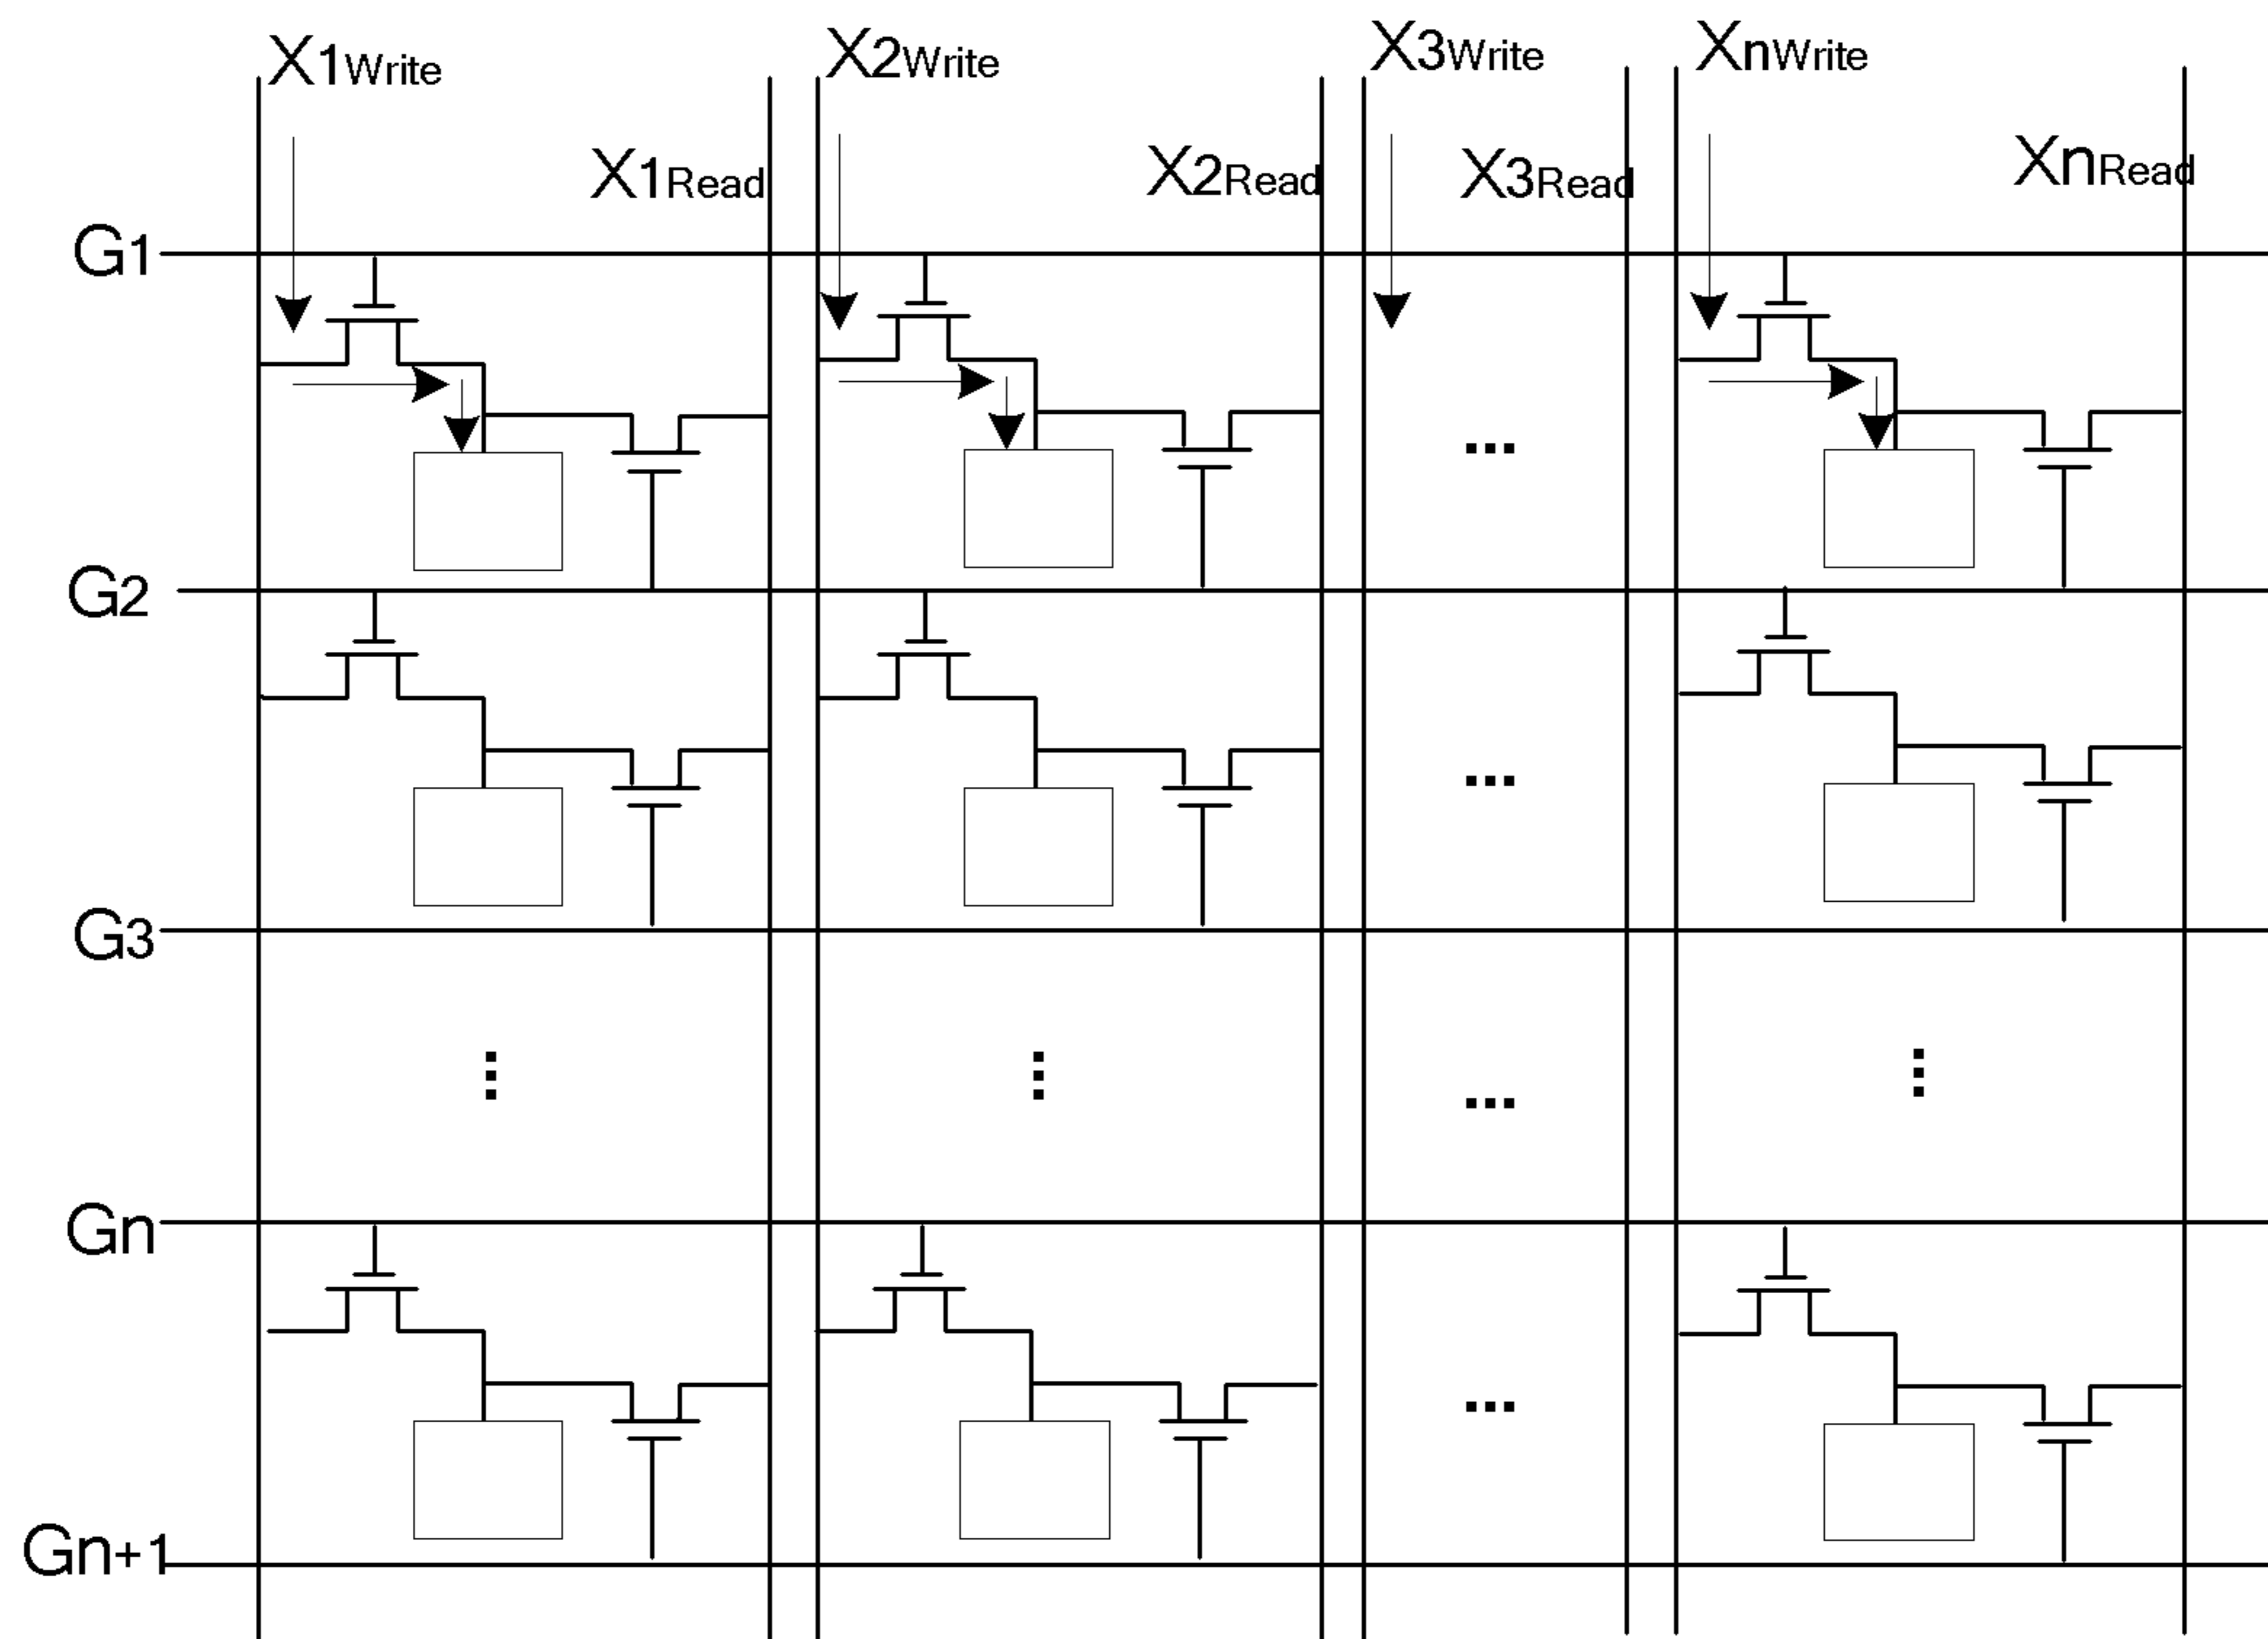 X1Write X2Write X3Write XnWrite
X1Read X2Read X3Read XnRead
G1
...
G2
...
G3
...
Gn
...
Gn+1